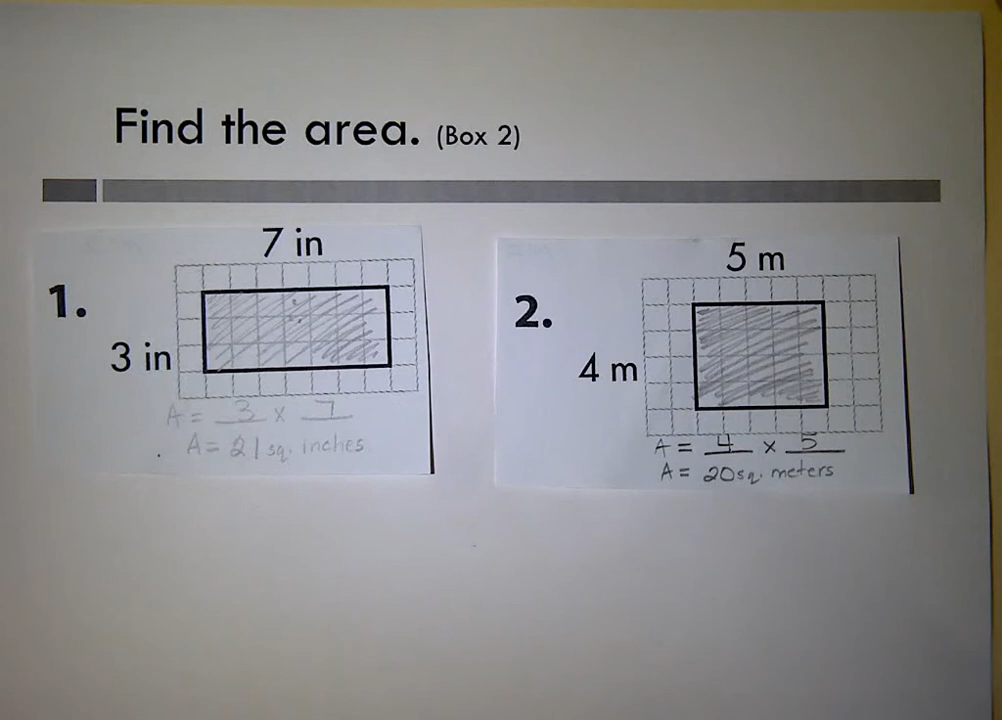 Find the area. (Box 2)
7 in
1.
3 in
A = 3 x 7
A = 21 sq. inches
5 m
2.
4 m
A = 4 x 5
A = 20 sq. meters